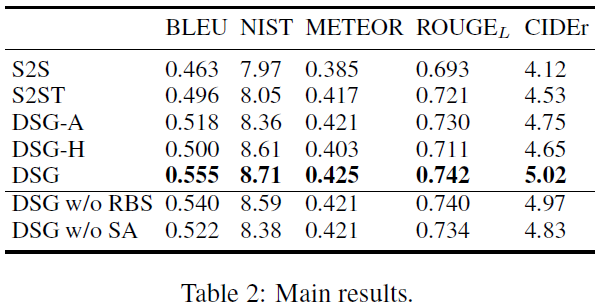 BLEU NIST METEOR ROUGE_L CIDEr
S2S 0.463 7.97 0.385 0.693 4.12
S2ST 0.496 8.05 0.417 0.721 4.53
DSG-A 0.518 8.36 0.421 0.730 4.75
DSG-H 0.500 8.61 0.403 0.711 4.65
DSG 0.555 8.71 0.425 0.742 5.02
DSG w/o RBS 0.540 8.59 0.421 0.740 4.97
DSG w/o SA 0.522 8.38 0.421 0.734 4.83
Table 2: Main results.